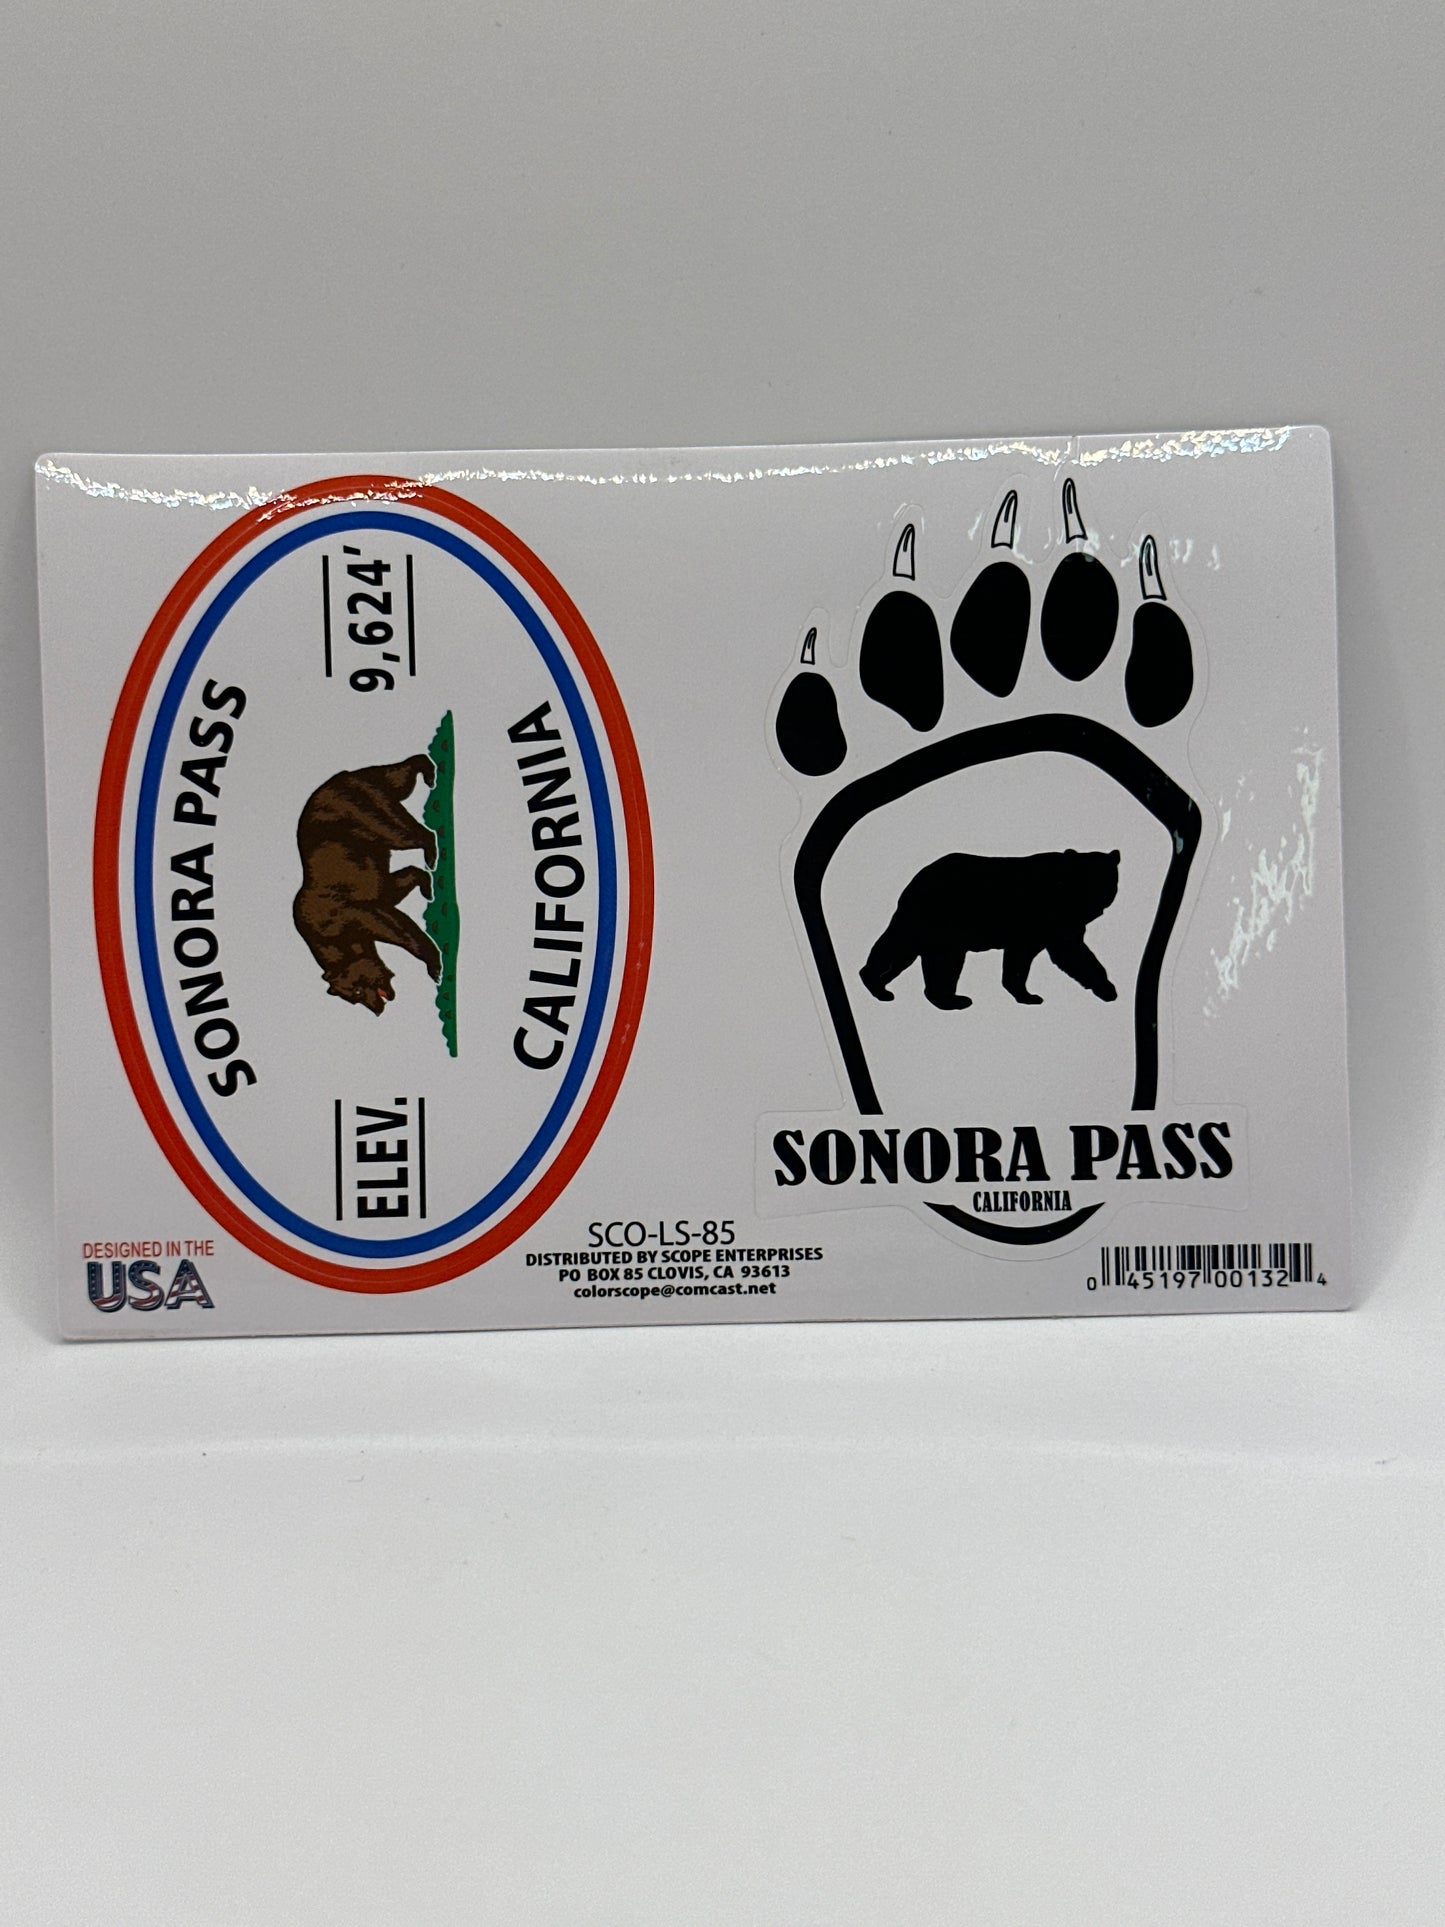 SONORA PASS
ELEV.
9,624'
CALIFORNIA
SONORA PASS
CALIFORNIA
DESIGNED IN THE
USA
SCO-LS-85
DISTRIBUTED BY SCOPE ENTERPRISES
PO BOX 85 CLOVIS, CA 93613
colorscope@comcast.net
0 45197 00132 4